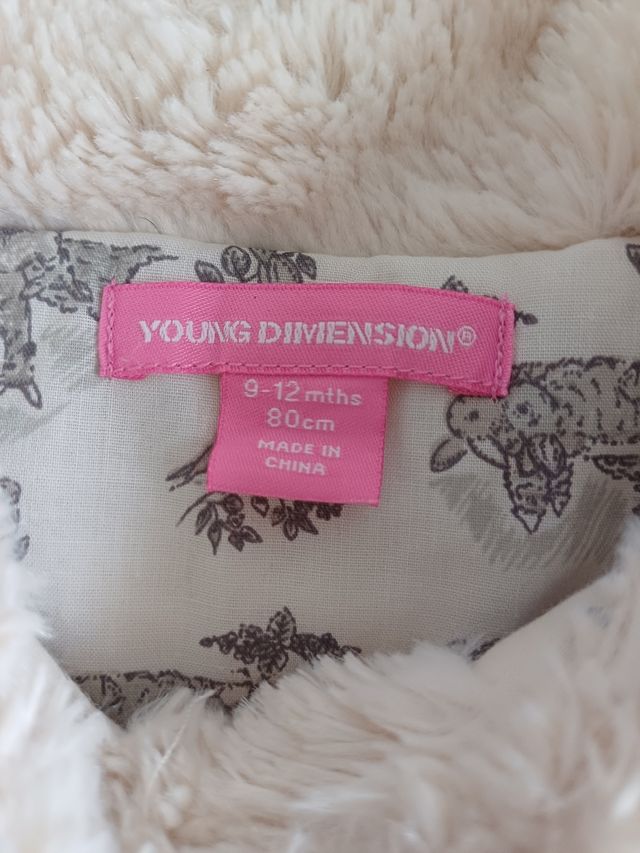 YOUNG DIMENSION®
9-12 mths
80cm
MADE IN
CHINA